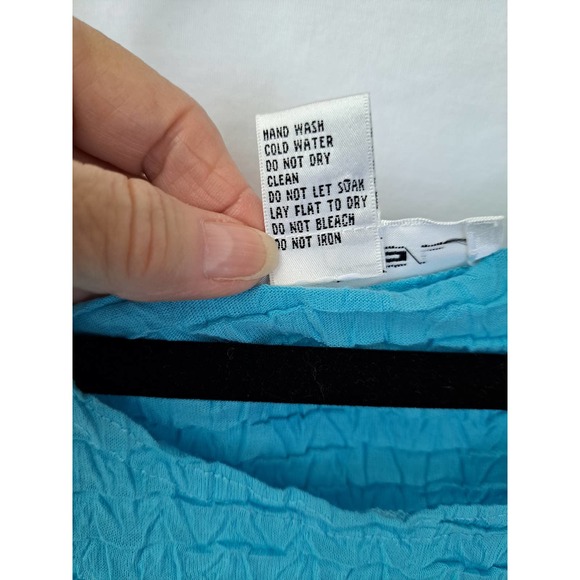 HAND WASH
COLD WATER
DO NOT DRY
CLEAN
DO NOT LET SOAK
LAY FLAT TO DRY
DO NOT BLEACH
DO NOT IRON